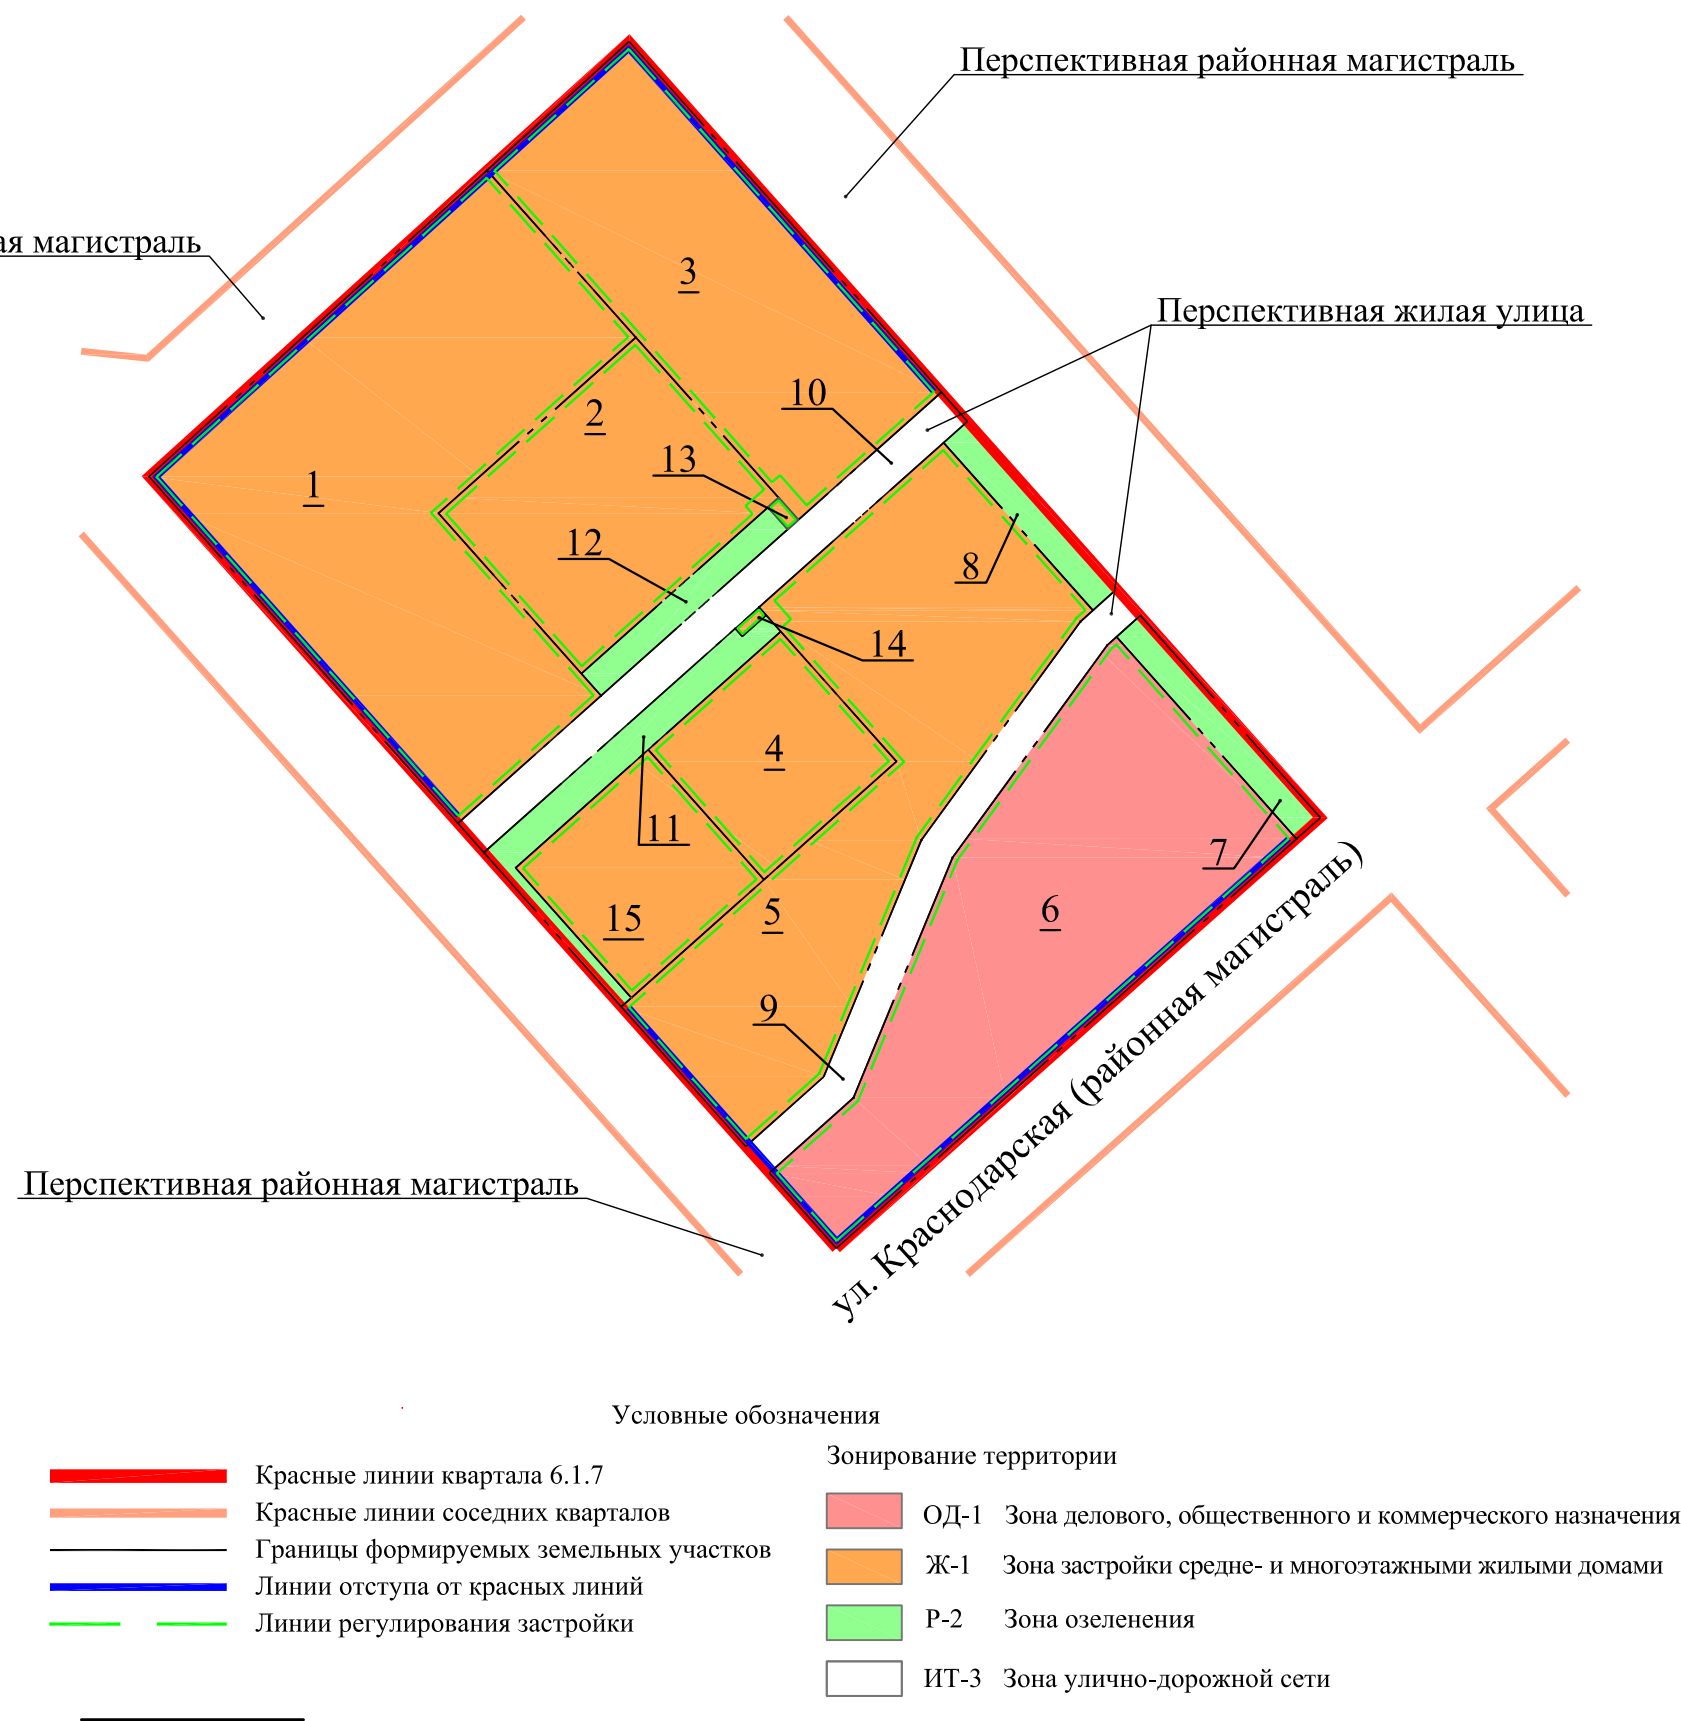 Перспективная районная магистраль
ая магистраль
3
Перспективная жилая улица
10
2
13
1
12
8
14
4
11
7
15
5
6
9
ул. Краснодарская (районная магистраль)
Перспективная районная магистраль
Условные обозначения
Красные линии квартала 6.1.7
Красные линии соседних кварталов
Границы формируемых земельных участков
Линии отступа от красных линий
Линии регулирования застройки
Зонирование территории
ОД-1 Зона делового, общественного и коммерческого назначения
Ж-1 Зона застройки средне- и многоэтажными жилыми домами
Р-2 Зона озеленения
ИТ-3 Зона улично-дорожной сети